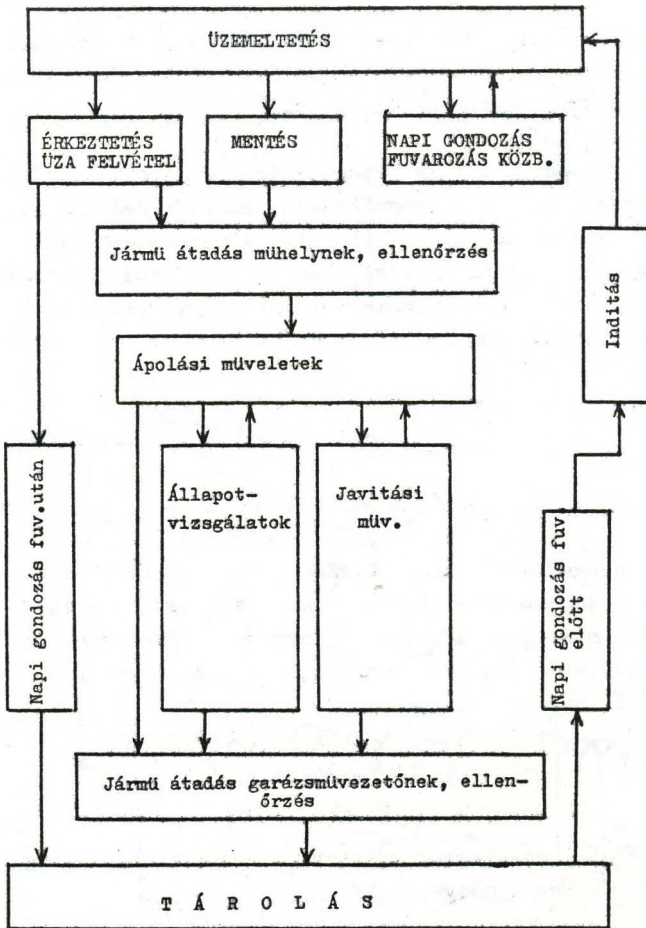 ÜZEMELTETÉS
ÉRKEZTETÉS
ÜZA FELVÉTEL
MENTÉS
NAPI GONDOZÁS
FUVAROZÁS KÖZB.
Jármü átadás mühelynek, ellenőrzés
Inditás
Ápolási müveletek
Napi gondozás fuv.után
Állapot-
vizsgálatok
Javitási
müv.
Napi gondozás fuv
előtt
Jármü átadás garázsmüvezetőnek, ellen-
őrzés
T Á R O L Á S